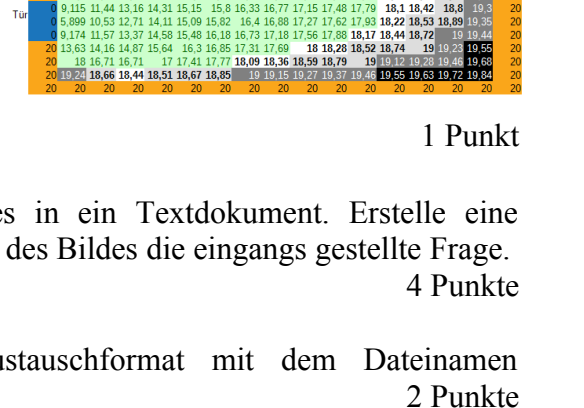 0 9,115 11,44 13,16 14,31 15,15 15,8 16,33 16,77 17,15 17,48 17,79 18,1 18,42 18,8 19,3 20
Tür 0 5,899 10,53 12,71 14,11 15,09 15,82 16,4 16,88 17,27 17,62 17,93 18,22 18,53 18,89 19,35 20
0 9,174 11,57 13,37 14,58 15,48 16,18 16,73 17,18 17,56 17,88 18,17 18,44 18,72 19 19,44 20
20 13,63 14,16 14,87 15,64 16,3 16,85 17,31 17,69 18 18,28 18,52 18,74 19 19,23 19,55 20
20 18 16,71 16,71 17 17,41 17,77 18,09 18,36 18,59 18,79 19 19,12 19,28 19,46 19,68 20
20 19,24 18,66 18,44 18,51 18,67 18,85 19 19,15 19,27 19,37 19,46 19,55 19,63 19,72 19,84 20
20 20 20 20 20 20 20 20 20 20 20 20 20 20 20 20 20
1 Punkt
es in ein Textdokument. Erstelle eine
des Bildes die eingangs gestellte Frage.
4 Punkte
ustauschformat mit dem Dateinamen
2 Punkte